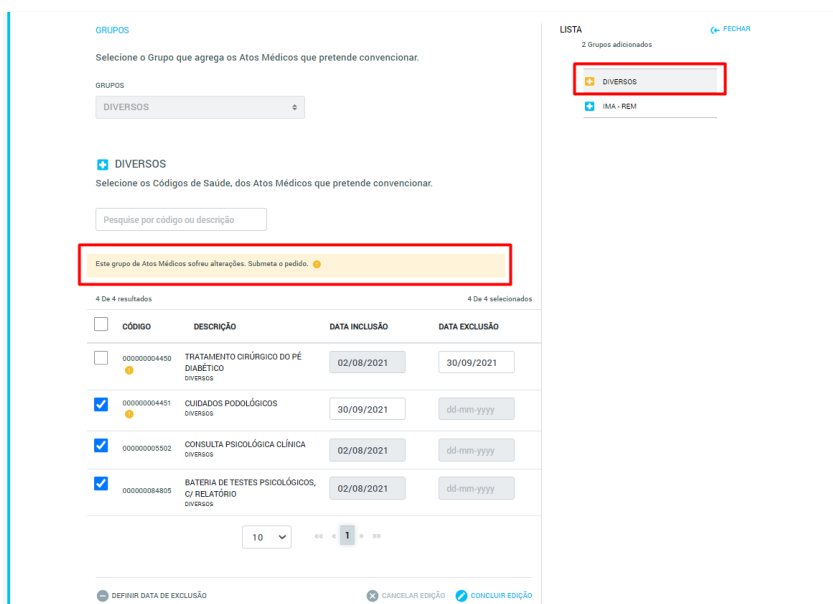 GRUPOS
Selecione o Grupo que agrega os Atos Médicos que pretende convencionar.
GRUPOS
DIVERSOS
DIVERSOS
Selecione os Códigos de Saúde, dos Atos Médicos que pretende convencionar.
Pesquise por código ou descrição
Este grupo de Atos Médicos sofreu alterações. Submeta o pedido.
4 De 4 resultados
4 De 4 selecionados
CÓDIGO DESCRIÇÃO DATA INCLUSÃO DATA EXCLUSÃO
000000004450 TRATAMENTO CIRÚRGICO DO PÉ 02/08/2021 30/09/2021
DIABÉTICO
DIVERSOS
000000004451 CUIDADOS PODOLÓGICOS 30/09/2021 dd-mm-yyyy
DIVERSOS
000000005502 CONSULTA PSICOLÓGICA CLÍNICA 02/08/2021 dd-mm-yyyy
DIVERSOS
000000084805 BATERIA DE TESTES PSICOLÓGICOS, 02/08/2021 dd-mm-yyyy
C/ RELATÓRIO
DIVERSOS
10 «« « 1 » »»
DEFINIR DATA DE EXCLUSÃO
CANCELAR EDIÇÃO
CONCLUIR EDIÇÃO
LISTA
FECHAR
2 Grupos adicionados
DIVERSOS
IMA - REM